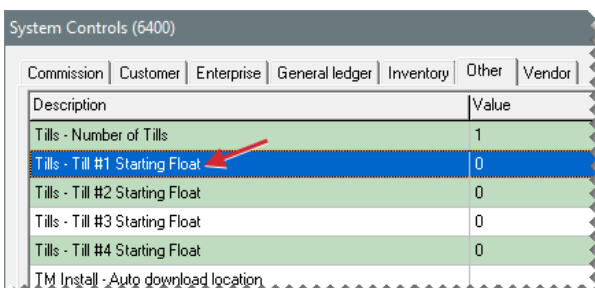 System Controls (6400)
Commission Customer Enterprise General ledger Inventory Other Vendor
Description Value
Tills - Number of Tills 1
Tills - Till #1 Starting Float 0
Tills - Till #2 Starting Float 0
Tills - Till #3 Starting Float 0
Tills - Till #4 Starting Float 0
TM Install - Auto download location